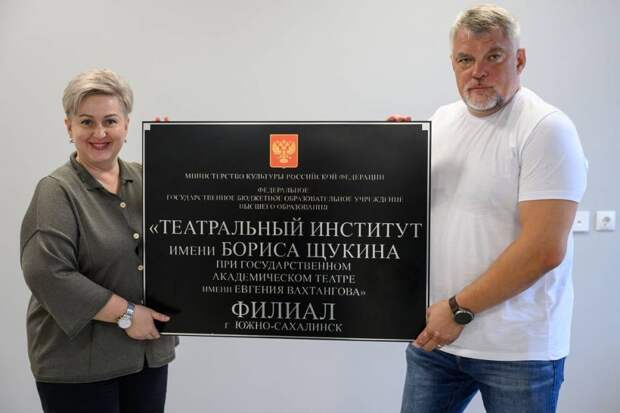 МИНИСТЕРСТВО КУЛЬТУРЫ РОССИЙСКОЙ ФЕДЕРАЦИИ
ФЕДЕРАЛЬНОЕ
ГОСУДАРСТВЕННОЕ БЮДЖЕТНОЕ ОБРАЗОВАТЕЛЬНОЕ УЧРЕЖДЕНИЕ
ВЫСШЕГО ОБРАЗОВАНИЯ
«ТЕАТРАЛЬНЫЙ ИНСТИТУТ
ИМЕНИ БОРИСА ЩУКИНА
ПРИ ГОСУДАРСТВЕННОМ
АКАДЕМИЧЕСКОМ ТЕАТРЕ
ИМЕНИ ЕВГЕНИЯ ВАХТАНГОВА»
ФИЛИАЛ
г ЮЖНО-САХАЛИНСК